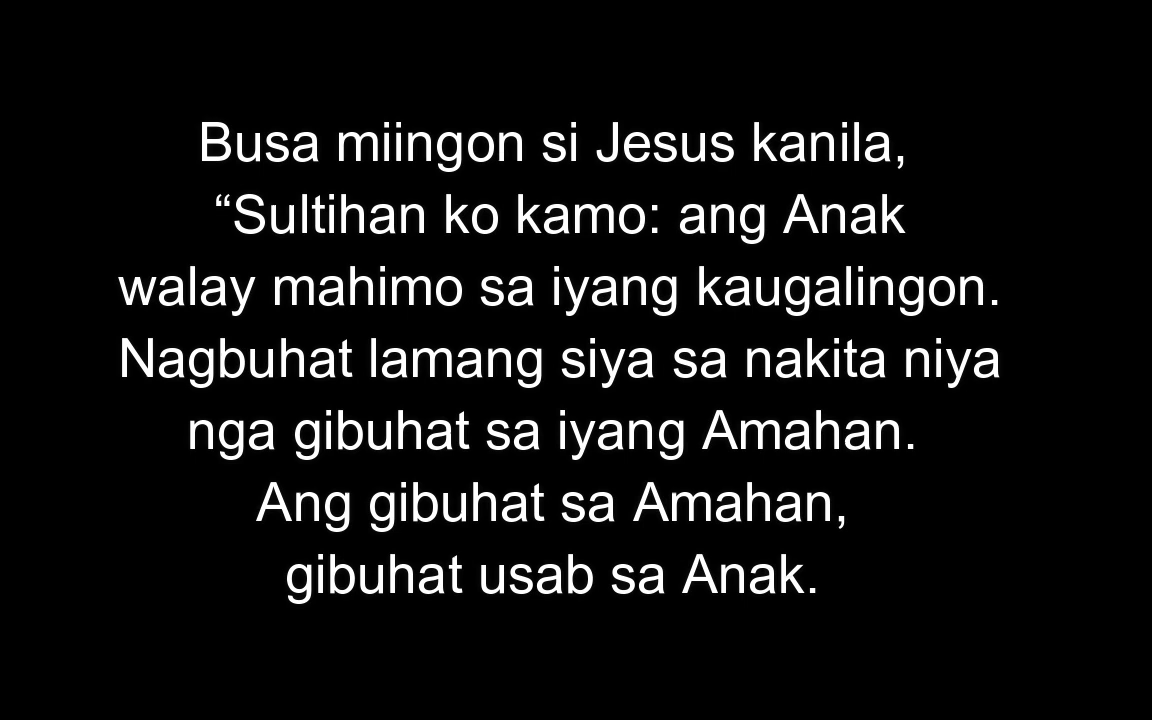 Busa miingon si Jesus kanila,
“Sultihan ko kamo: ang Anak
walay mahimo sa iyang kaugalingon.
Nagbuhat lamang siya sa nakita niya
nga gibuhat sa iyang Amahan.
Ang gibuhat sa Amahan,
gibuhat usab sa Anak.